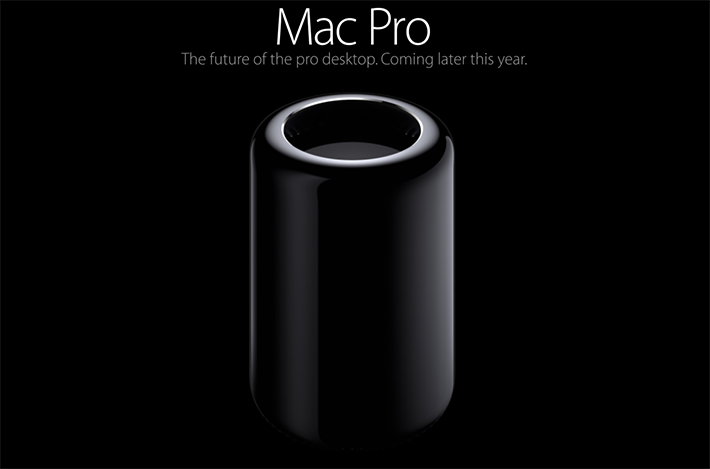 Mac Pro
The future of the pro desktop. Coming later this year.